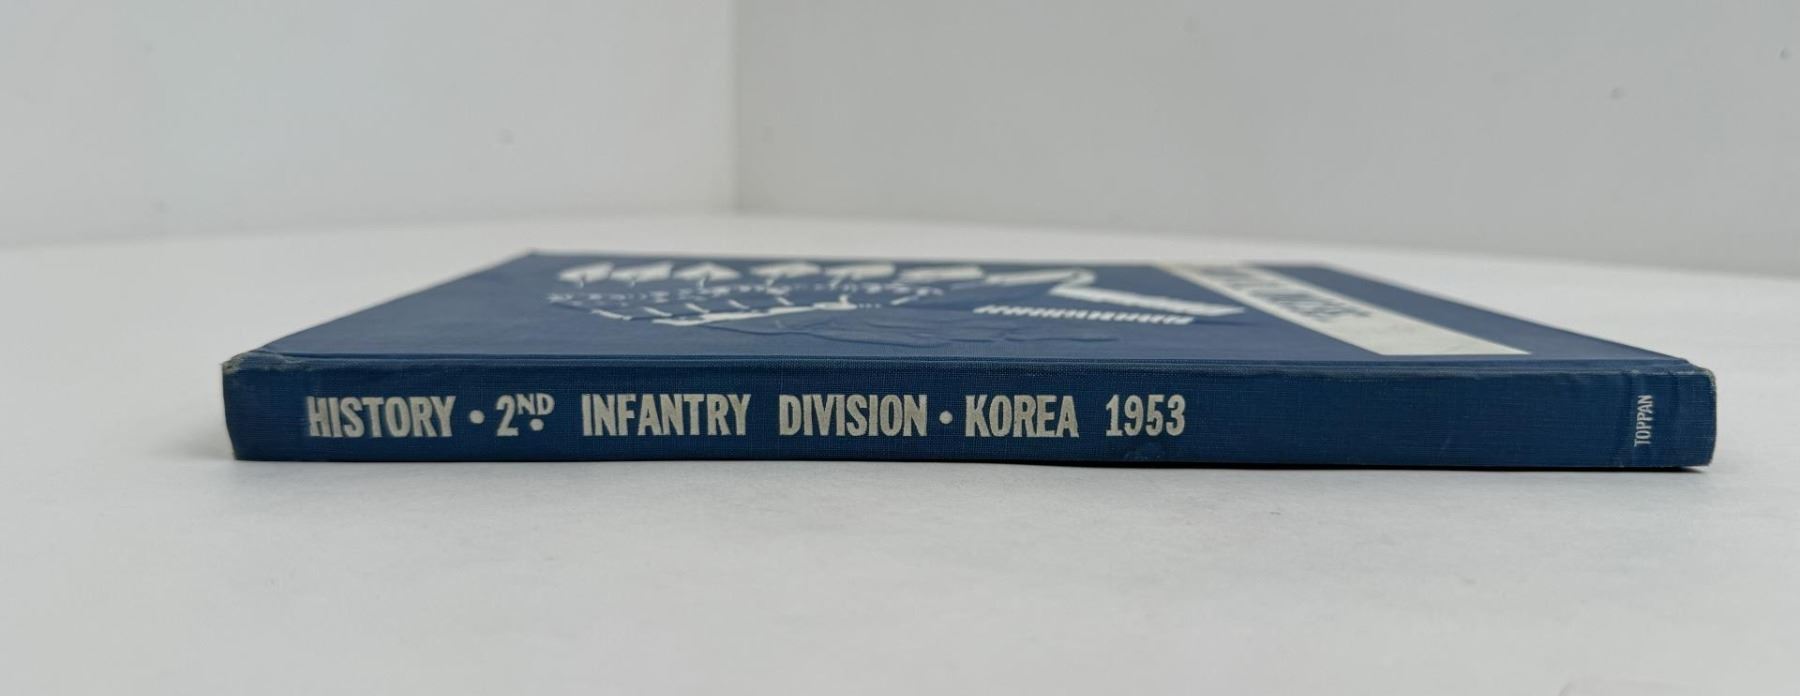 HISTORY • 2ND INFANTRY DIVISION • KOREA 1953
TOPPAN